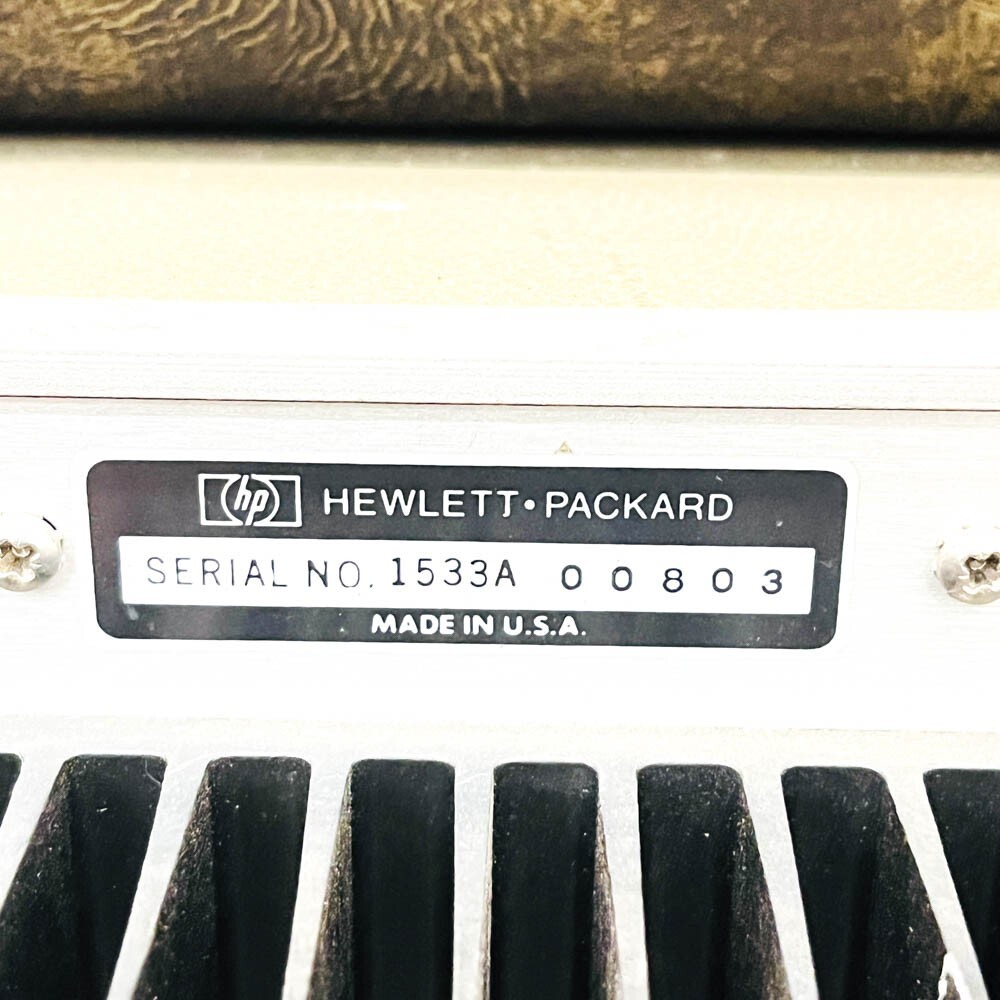 hp HEWLETT•PACKARD
SERIAL NO. 1533A 00803
MADE IN U.S.A.